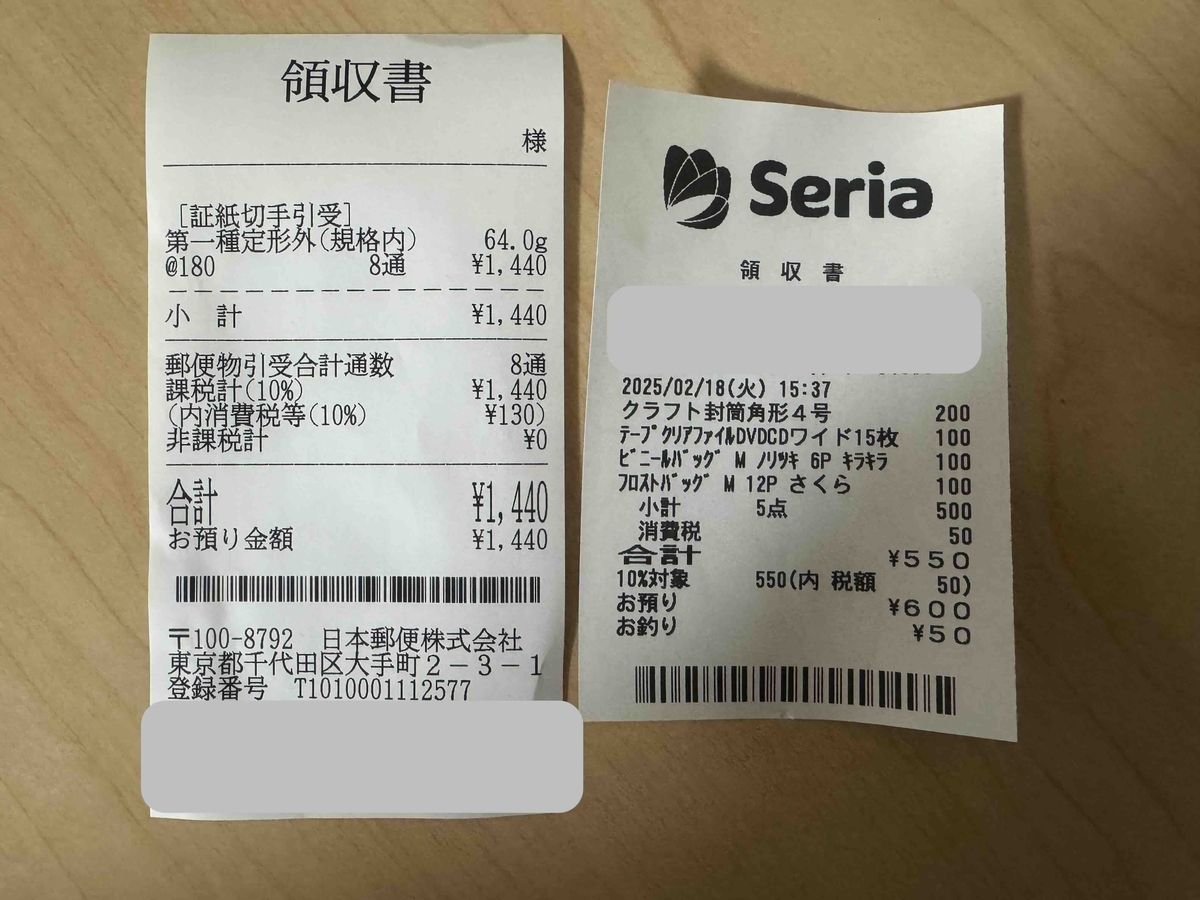 領収書
様
[証紙切手引受]
第一種定形外(規格内) 64.0g
@180 8通 ¥1,440
小 計 ¥1,440
郵便物引受合計通数 8通
課税計(10%) ¥1,440
(内消費税等(10%) ¥130)
非課税計 ¥0
合計 ¥1,440
お預り金額 ¥1,440
〒100-8792 日本郵便株式会社
東京都千代田区大手町2-3-1
登録番号 T1010001112577
Seria
領 収 書
2025/02/18(火) 15:37
クラフト封筒角形4号 200
テープクリアファイルDVDCDワイド15枚 100
ビニールバッグ M ノリツキ 6P キラキラ 100
フロストバッグ M 12P さくら 100
小計 5点 500
消費税 50
合計 ¥550
10%対象 550(内 税額 50)
お預り ¥600
お釣り ¥50